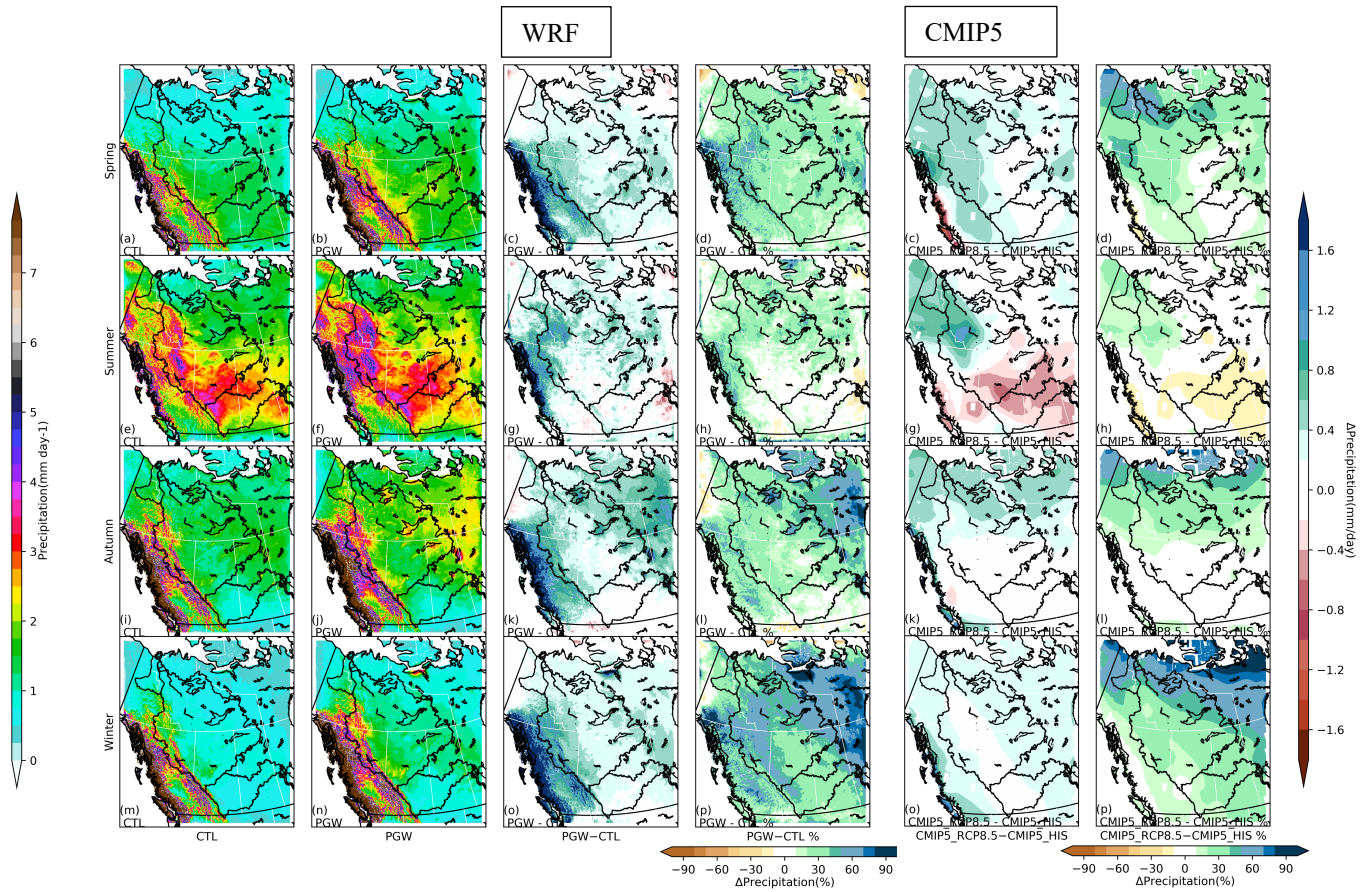 WRF
CMIP5
Spring
(a)
CTL
(b)
PGW
(c)
PGW - CTL
(d)
PGW - CTL %
(c)
CMIP5_RCP8.5 - CMIP5_HIS
(d)
CMIP5_RCP8.5 - CMIP5_HIS %
Summer
(e)
CTL
(f)
PGW
(g)
PGW - CTL
(h)
PGW - CTL %
(g)
CMIP5_RCP8.5 - CMIP5_HIS
(h)
CMIP5_RCP8.5 - CMIP5_HIS %
Autumn
(i)
CTL
(j)
PGW
(k)
PGW - CTL
(l)
PGW - CTL %
(k)
CMIP5_RCP8.5 - CMIP5_HIS
(l)
CMIP5_RCP8.5 - CMIP5_HIS %
Winter
(m)
CTL
(n)
PGW
(o)
PGW - CTL
(p)
PGW - CTL %
(o)
CMIP5_RCP8.5 - CMIP5_HIS
(p)
CMIP5_RCP8.5 - CMIP5_HIS %
CTL
PGW
PGW−CTL
PGW−CTL %
CMIP5_RCP8.5−CMIP5_HIS
CMIP5_RCP8.5−CMIP5_HIS %
7
6
5
4
3
2
1
0
Precipitation(mm day-1)
1.6
1.2
0.8
0.4
0.0
−0.4
−0.8
−1.2
−1.6
ΔPrecipitation(mm/day)
−90 −60 −30 0 30 60 90
ΔPrecipitation(%)
−90 −60 −30 0 30 60 90
ΔPrecipitation(%)